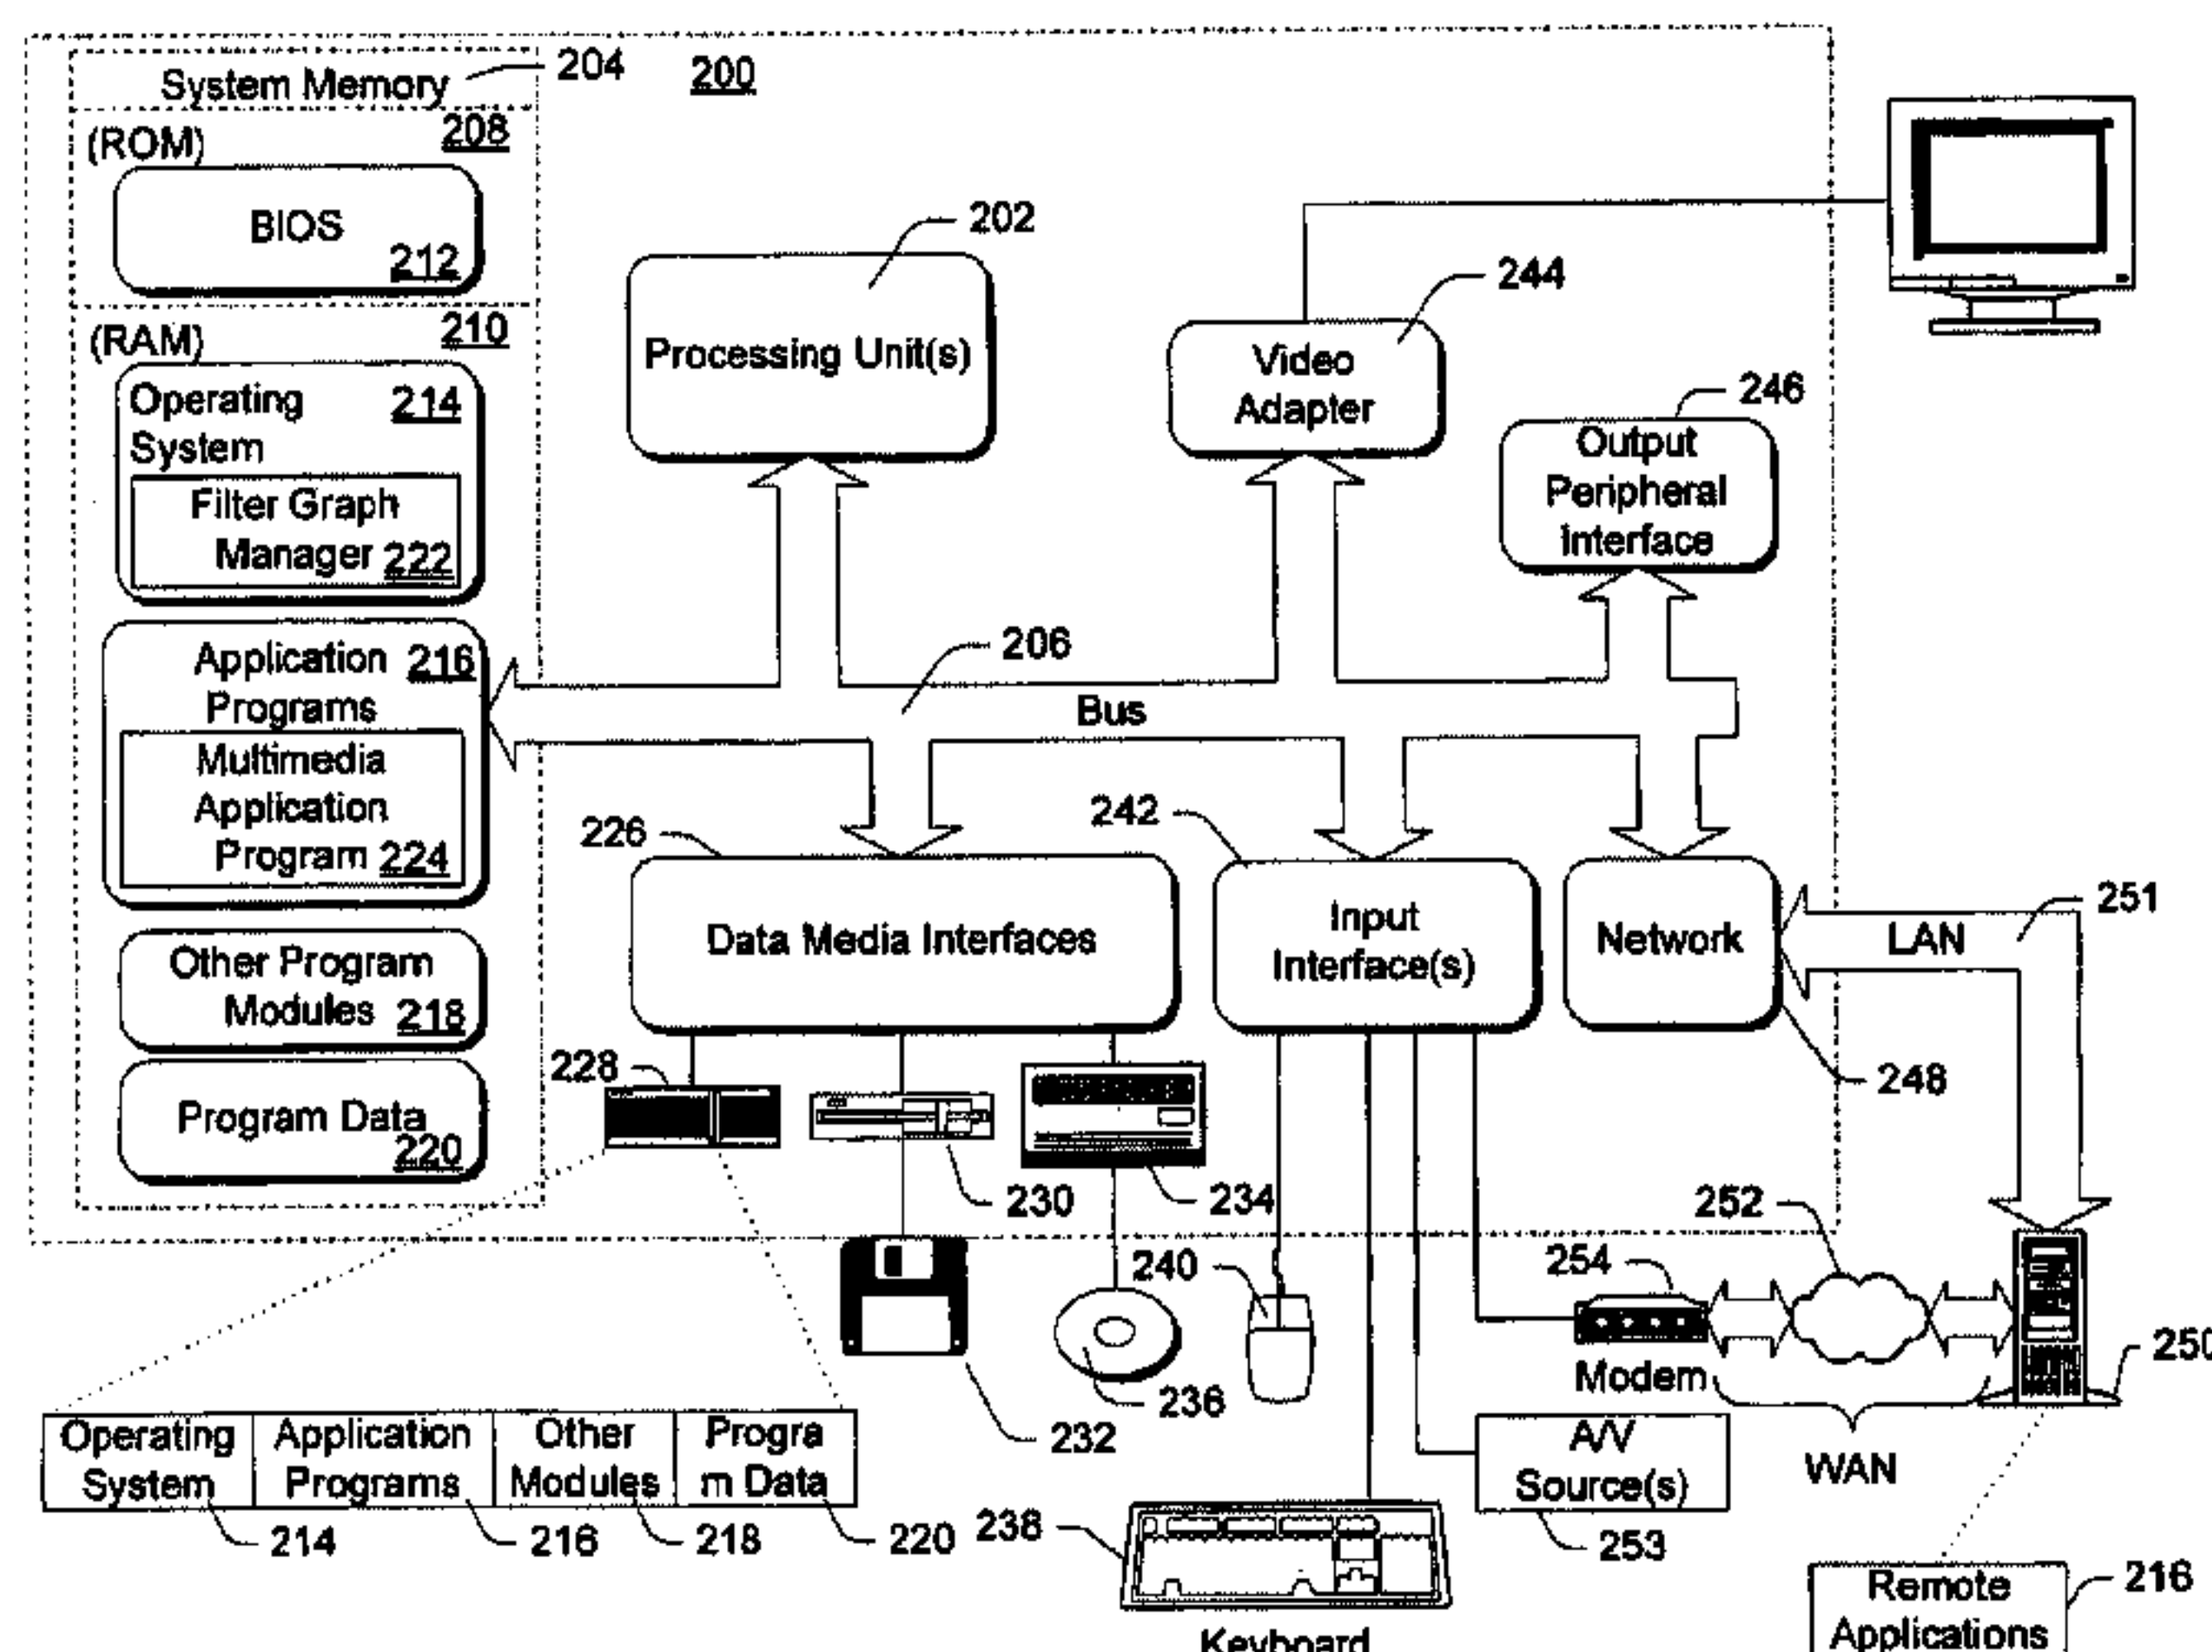 System Memory
204
200
(ROM)
208
BIOS
212
(RAM)
210
Operating
System
214
Filter Graph
Manager 222
Application 216
Programs
Multimedia
Application
Program 224
Other Program
Modules 218
Program Data
220
202
Processing Unit(s)
244
Video
Adapter
246
Output
Peripheral
Interface
206
Bus
226
Data Media Interfaces
242
Input
Interface(s)
Network
248
LAN
251
228
230
234
232
236
240
252
254
Modem
250
WAN
A/V
Source(s)
253
238
Keyboard
Operating
System
214
Application
Programs
216
Other
Modules
218
Progra
m Data
220
Remote
Applications
216